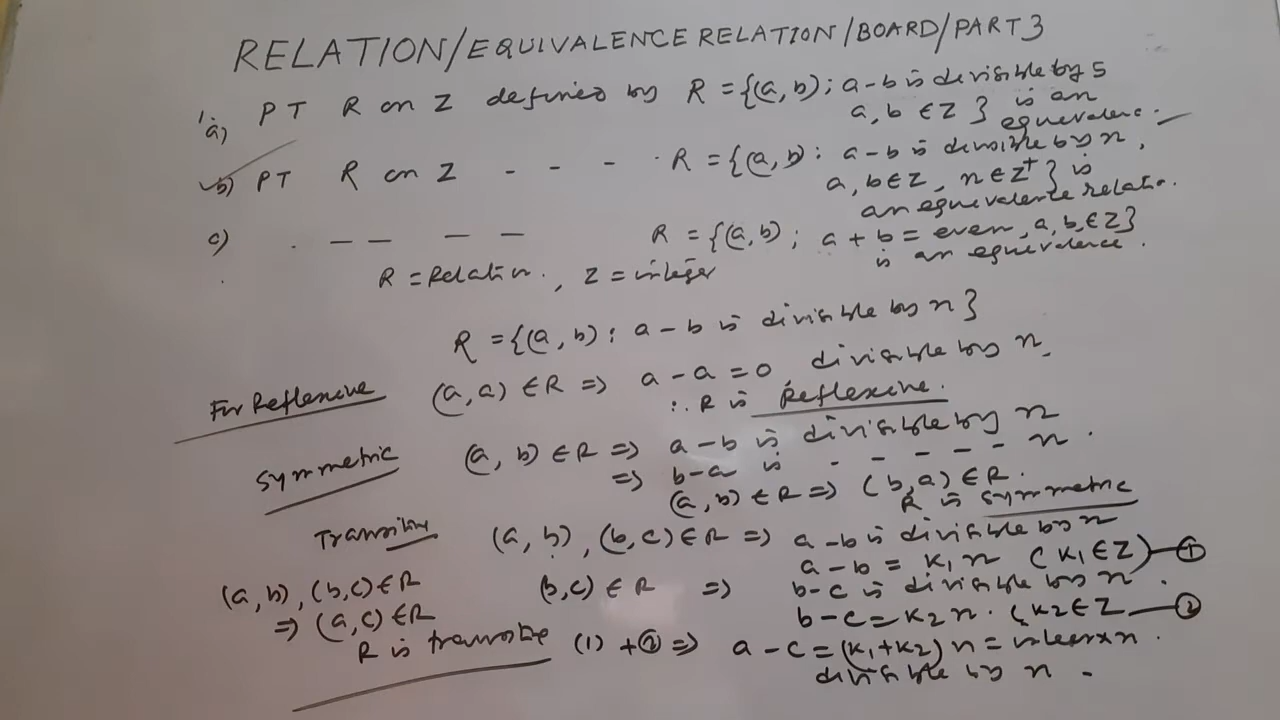 RELATION/EQUIVALENCE RELATION/BOARD/PART 3
1. a) PT R on Z defined by R = {(a, b); a-b is divisible by 5
a, b ∈ Z } is an
equivalence.
b) PT R on Z - - - . R = {(a, b): a-b is divisible by n,
a, b ∈ Z, n ∈ Z⁺} is
an equivalence relatio.
c) . -- -- R = {(a, b); a + b = even, a, b, ∈ Z}
is an equivalence.
R = Relation. , Z = integer
R = {(a, b): a - b is divisible by n}
For Reflexive (a, a) ∈ R => a - a = 0 divisible by n.
∴ R is Reflexive.
Symmetric (a, b) ∈ R => a - b is divisible by n
=> b-a is - - - - - n.
(a, b) ∈ R => (b, a) ∈ R.
R is symmetric
Transitive (a, b), (b, c) ∈ R => a - b is divisible by n
a - b = K₁n (K₁ ∈ Z) — ①
(a, b), (b, c) ∈ R (b, c) ∈ R => b - c is divisible by n.
=> (a, c) ∈ R b - c = K₂n. (K₂ ∈ Z — ②
R is transitive (1) + ② => a - c = (K₁+K₂) n = integer x n.
divisible by n.